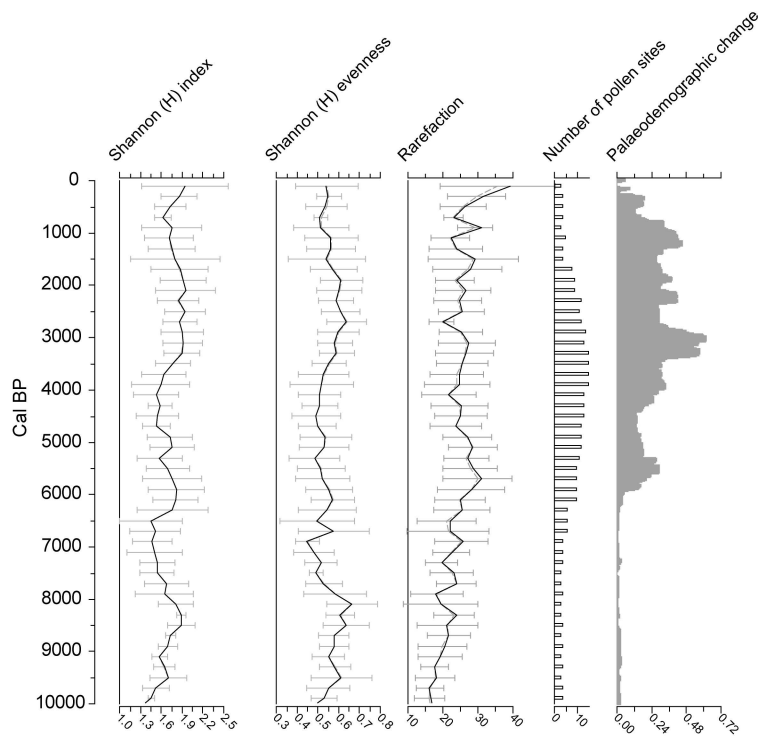 Shannon (H) index
Shannon (H) evenness
Rarefaction
Number of pollen sites
Palaeodemographic change
Cal BP
0
1000
2000
3000
4000
5000
6000
7000
8000
9000
10000
1.0 1.3 1.6 1.9 2.2 2.5
0.3 0.4 0.5 0.6 0.7 0.8
10 20 30 40
0 10
0.00 0.24 0.48 0.72